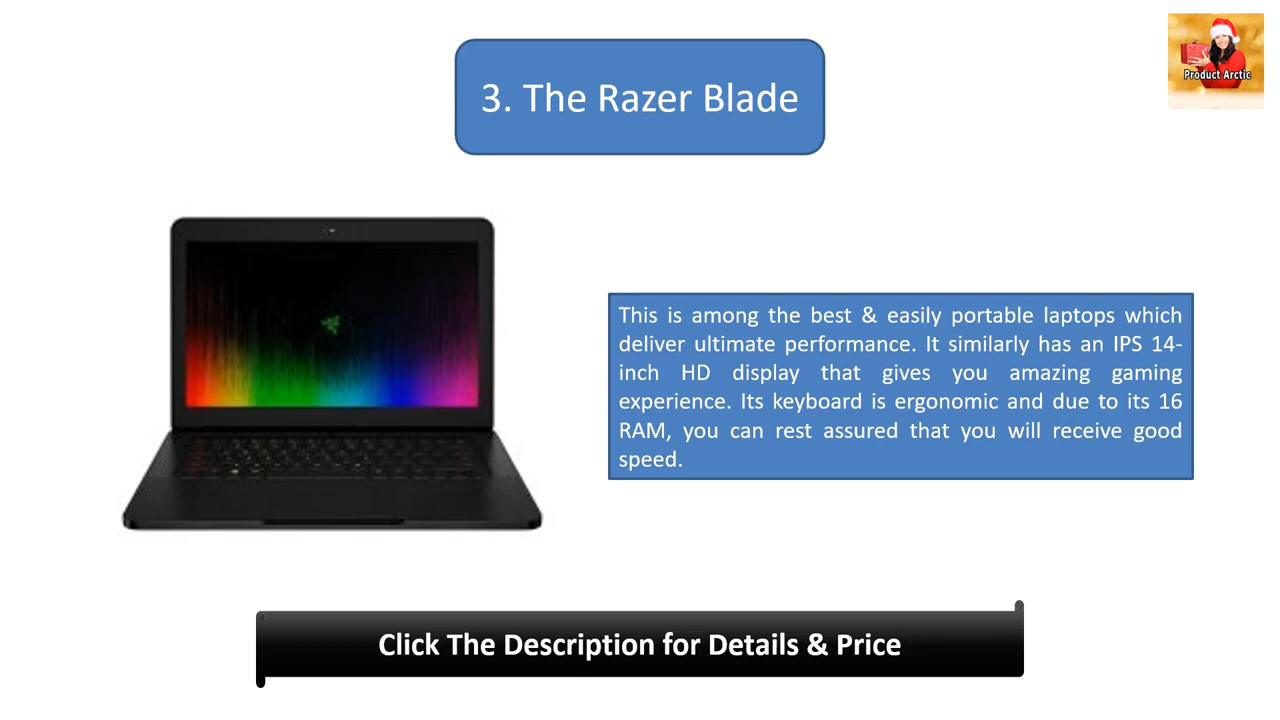 3. The Razer Blade
Product Arctic
This is among the best & easily portable laptops which
deliver ultimate performance. It similarly has an IPS 14-
inch HD display that gives you amazing gaming
experience. Its keyboard is ergonomic and due to its 16
RAM, you can rest assured that you will receive good
speed.
Click The Description for Details & Price